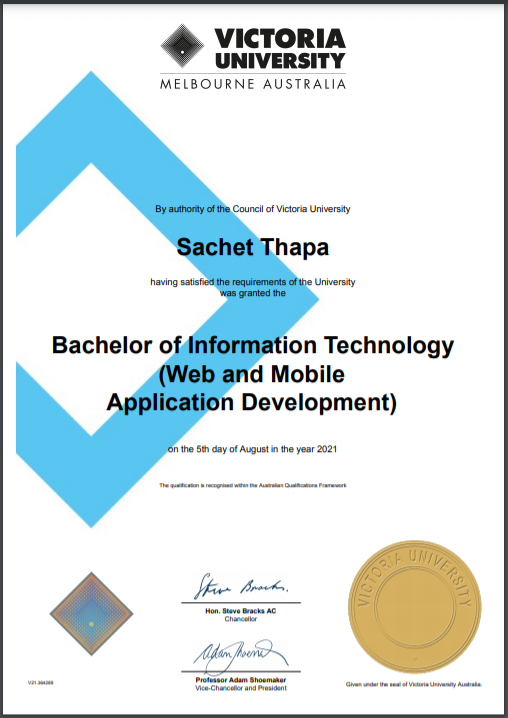 VICTORIA
UNIVERSITY
MELBOURNE AUSTRALIA
By authority of the Council of Victoria University
Sachet Thapa
having satisfied the requirements of the University
was granted the
Bachelor of Information Technology
(Web and Mobile
Application Development)
on the 5th day of August in the year 2021
The qualification is recognised within the Australian Qualifications Framework
Steve Bracks.
Hon. Steve Bracks AC
Chancellor
Professor Adam Shoemaker
Vice-Chancellor and President
VICTORIA UNIVERSITY
Given under the seal of Victoria University Australia.